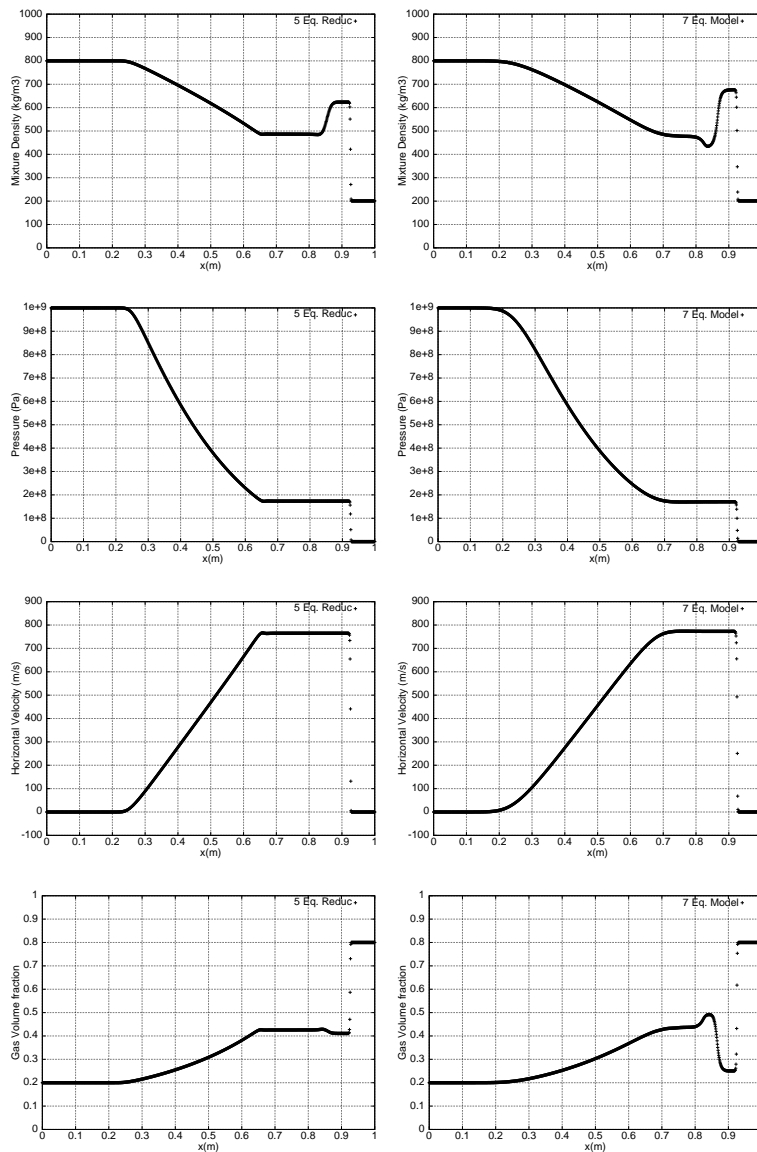 5 Eq. Reduc
Mixture Density (kg/m3)
1000
900
800
700
600
500
400
300
200
100
0
0 0.1 0.2 0.3 0.4 0.5 0.6 0.7 0.8 0.9 1
x(m)
7 Eq. Model
Mixture Density (kg/m3)
1000
900
800
700
600
500
400
300
200
100
0
0 0.1 0.2 0.3 0.4 0.5 0.6 0.7 0.8 0.9
x(m)
5 Eq. Reduc
Pressure (Pa)
1e+9
9e+8
8e+8
7e+8
6e+8
5e+8
4e+8
3e+8
2e+8
1e+8
0
0 0.1 0.2 0.3 0.4 0.5 0.6 0.7 0.8 0.9 1
x(m)
7 Eq. Model
Pressure (Pa)
1e+9
9e+8
8e+8
7e+8
6e+8
5e+8
4e+8
3e+8
2e+8
1e+8
0
0 0.1 0.2 0.3 0.4 0.5 0.6 0.7 0.8 0.9
x(m)
5 Eq. Reduc
Horizontal Velocity (m/s)
900
800
700
600
500
400
300
200
100
0
-100
0 0.1 0.2 0.3 0.4 0.5 0.6 0.7 0.8 0.9 1
x(m)
7 Eq. Model
Horizontal Velocity (m/s)
900
800
700
600
500
400
300
200
100
0
-100
0 0.1 0.2 0.3 0.4 0.5 0.6 0.7 0.8 0.9
x(m)
5 Eq. Reduc
Gas Volume fraction
1
0.9
0.8
0.7
0.6
0.5
0.4
0.3
0.2
0.1
0
0 0.1 0.2 0.3 0.4 0.5 0.6 0.7 0.8 0.9 1
x(m)
7 Eq. Model
Gas Volume fraction
1
0.9
0.8
0.7
0.6
0.5
0.4
0.3
0.2
0.1
0
0 0.1 0.2 0.3 0.4 0.5 0.6 0.7 0.8 0.9
x(m)